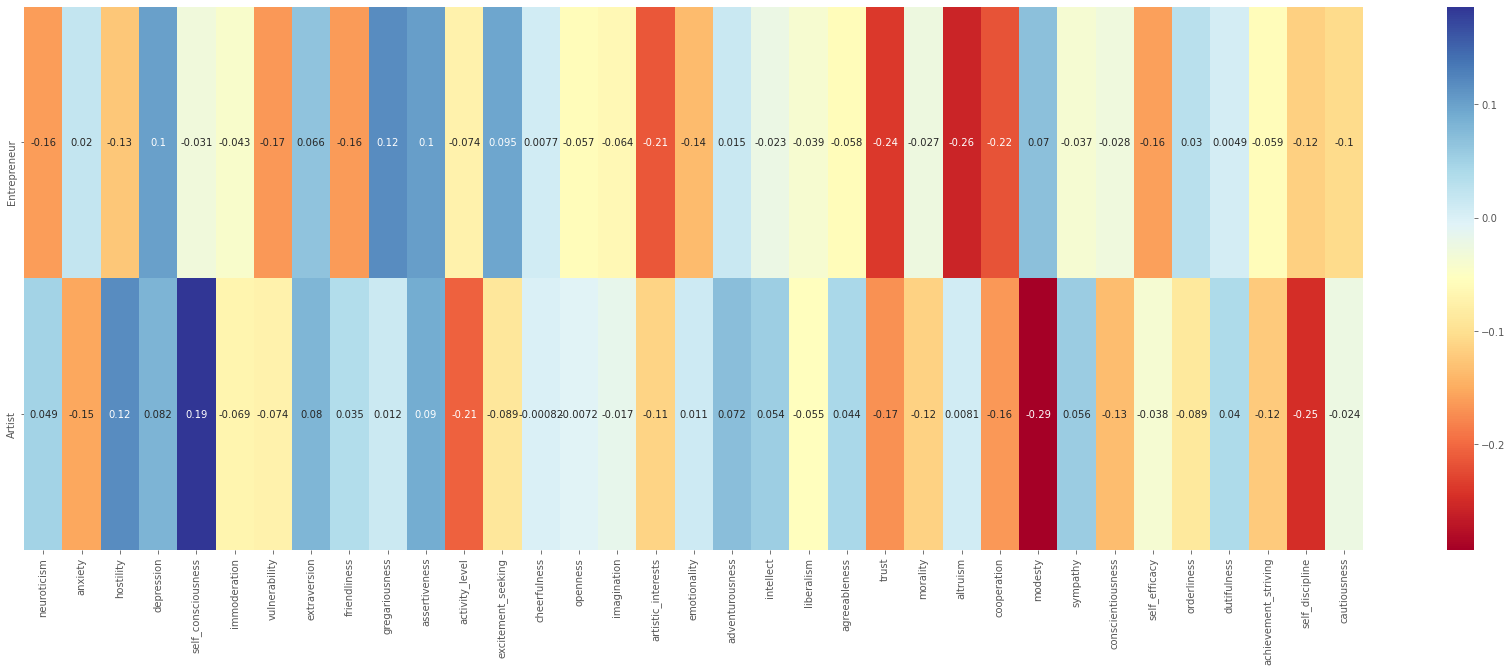 Entrepreneur
-0.16 0.02 -0.13 0.1 -0.031 -0.043 -0.17 0.066 -0.16 0.12 0.1 -0.074 0.095 0.0077 -0.057 -0.064 -0.21 -0.14 0.015 -0.023 -0.039 -0.058 -0.24 -0.027 -0.26 -0.22 0.07 -0.037 -0.028 -0.16 0.03 0.0049 -0.059 -0.12 -0.1
Artist
0.049 -0.15 0.12 0.082 0.19 -0.069 -0.074 0.08 0.035 0.012 0.09 -0.21 -0.089 -0.00082 -0.0072 -0.017 -0.11 0.011 0.072 0.054 -0.055 0.044 -0.17 -0.12 0.0081 -0.16 -0.29 0.056 -0.13 -0.038 -0.089 0.04 -0.12 -0.25 -0.024
neuroticism
anxiety
hostility
depression
self_consciousness
immoderation
vulnerability
extraversion
friendliness
gregariousness
assertiveness
activity_level
excitement_seeking
cheerfulness
openness
imagination
artistic_interests
emotionality
adventurousness
intellect
liberalism
agreeableness
trust
morality
altruism
cooperation
modesty
sympathy
conscientiousness
self_efficacy
orderliness
dutifulness
achievement_striving
self_discipline
cautiousness
0.1
0.0
−0.1
−0.2